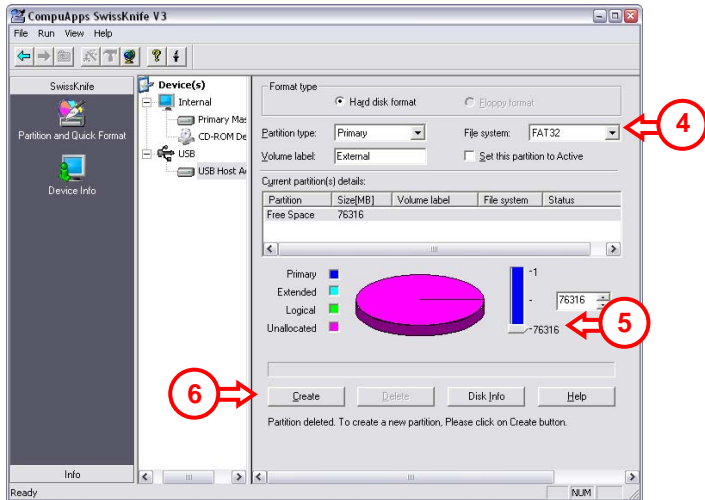 CompuApps SwissKnife V3
File Run View Help
SwissKnife
Partition and Quick Format
Device Info
Info
Device(s)
Internal
Primary Mas
CD-ROM De
USB
USB Host A
Format type
Hard disk format
Floppy format
Partition type: Primary File system: FAT32
4
Volume label: External Set this partition to Active
Current partition(s) details:
Partition Size[MB] Volume label File system Status
Free Space 76316
Primary
Extended
Logical
Unallocated
-1
-
76316
-76316
5
6
Create Delete Disk Info Help
Partition deleted. To create a new partition, Please click on Create button.
Ready NUM